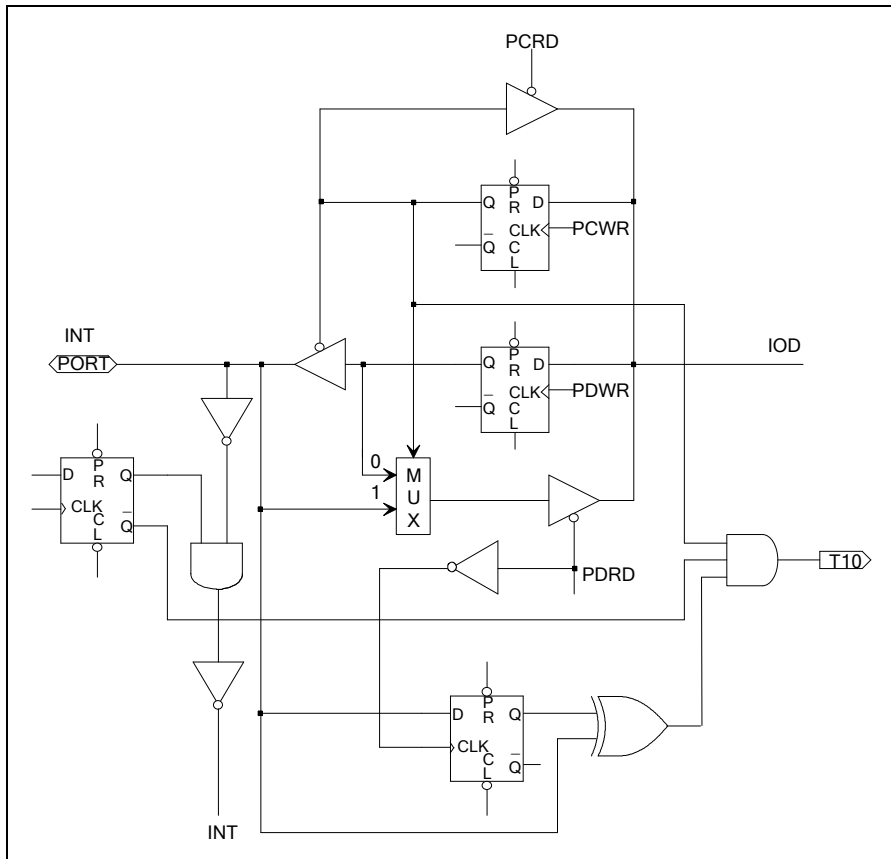 PCRD
P
R
Q
D
CLK
PCWR
Q
C
L
INT
PORT
P
R
Q
D
IOD
CLK
PDWR
Q
C
L
0
1
M
U
X
P
R
D
Q
CLK
C
L
Q
PDRD
T10
P
R
D
Q
CLK
C
L
Q
INT